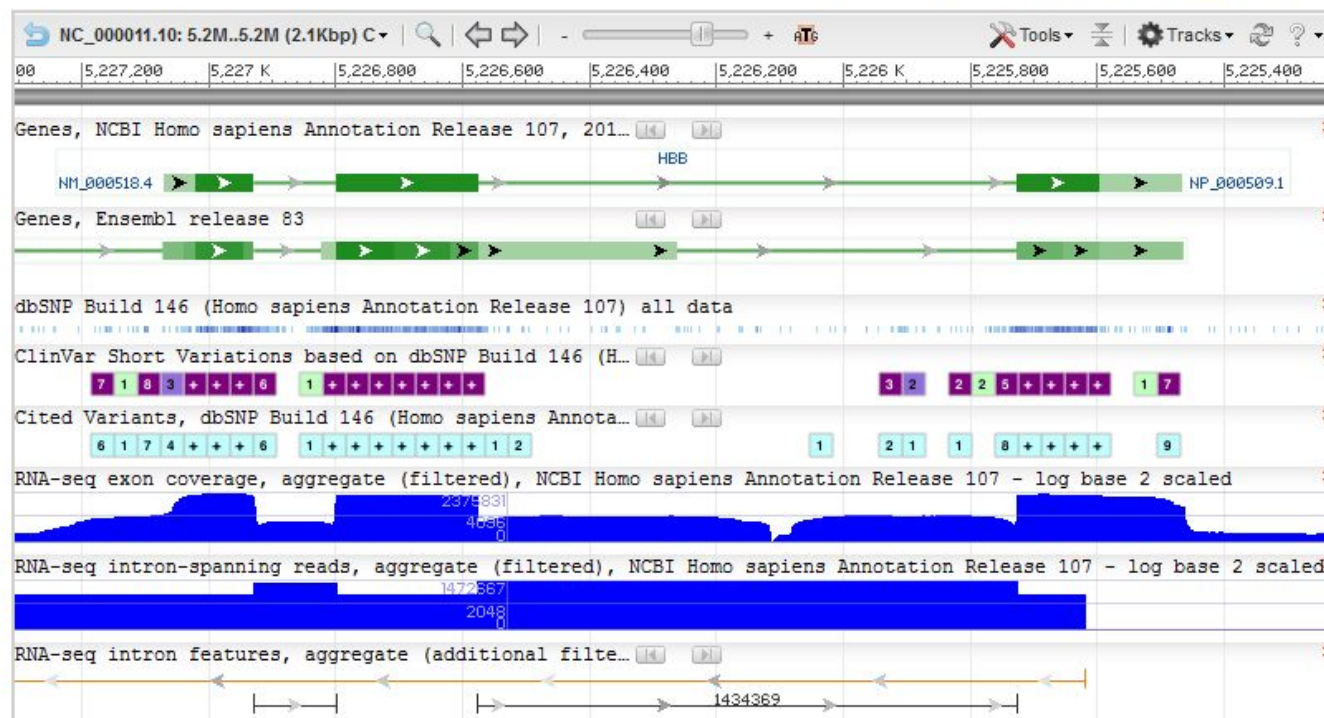 NC_000011.10: 5.2M..5.2M (2.1Kbp) C - + ATG Tools Tracks ?
00 5,227,200 5,227 K 5,226,800 5,226,600 5,226,400 5,226,200 5,226 K 5,225,800 5,225,600 5,225,400
Genes, NCBI Homo sapiens Annotation Release 107, 201…
HBB
NM_000518.4 NP_000509.1
Genes, Ensembl release 83
dbSNP Build 146 (Homo sapiens Annotation Release 107) all data
ClinVar Short Variations based on dbSNP Build 146 (H…
7 1 8 3 + + + 6 1 + + + + + + + 3 2 2 2 5 + + + + 1 7
Cited Variants, dbSNP Build 146 (Homo sapiens Annota…
6 1 7 4 + + + 6 1 + + + + + + + 1 2 1 2 1 1 8 + + + + 9
RNA-seq exon coverage, aggregate (filtered), NCBI Homo sapiens Annotation Release 107 - log base 2 scaled
2375831
4096
0
RNA-seq intron-spanning reads, aggregate (filtered), NCBI Homo sapiens Annotation Release 107 - log base 2 scaled
1472667
2048
0
RNA-seq intron features, aggregate (additional filte…
1434369